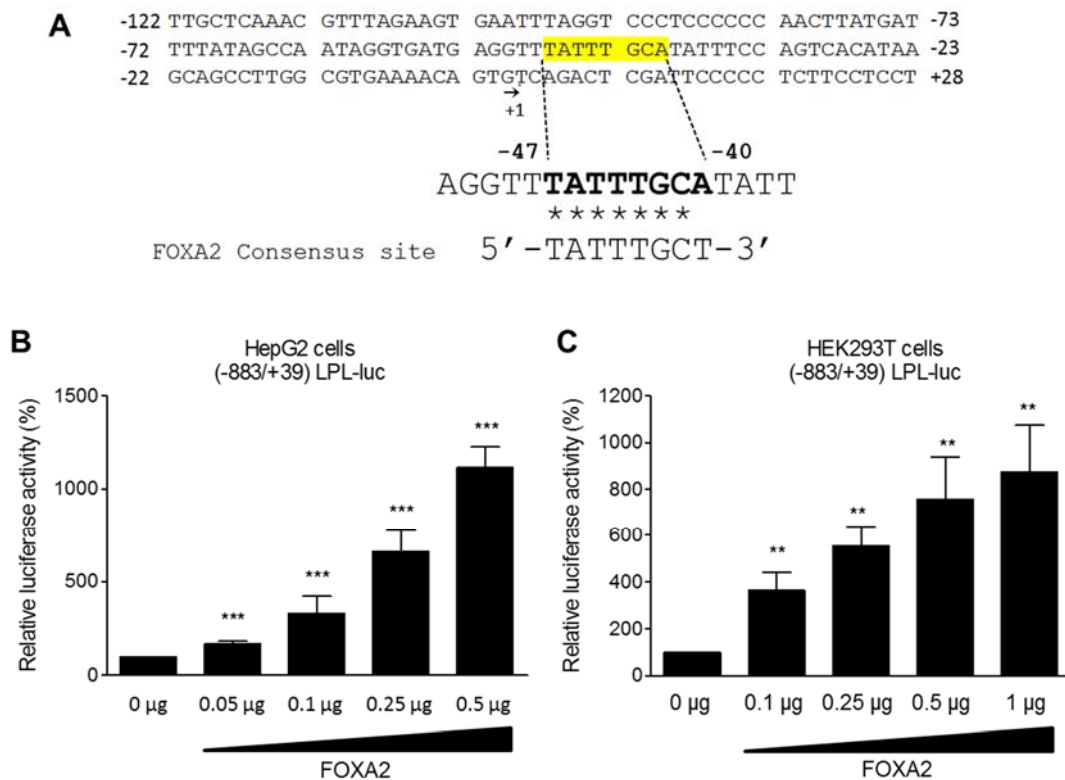 A
-122 TTGCTCAAAC GTTTAGAAGT GAATTTAGGT CCCTCCCCCC AACTTATGAT -73
-72 TTTATAGCCA ATAGGTGATG AGGTTTATTT GCATATTTCC AGTCACATAA -23
-22 GCAGCCTTGG CGTGAAAACA GTGTCAGACT CGATTCCCCC TCTTCCTCCT +28
→
+1
-47 -40
AGGTTTATTTGCATATT
*******
FOXA2 Consensus site 5'-TATTTGCT-3'
B
HepG2 cells
(-883/+39) LPL-luc
Relative luciferase activity (%)
1500
1000
500
0
***
***
***
***
0 µg 0.05 µg 0.1 µg 0.25 µg 0.5 µg
FOXA2
C
HEK293T cells
(-883/+39) LPL-luc
Relative luciferase activity (%)
1200
1000
800
600
400
200
0
**
**
**
**
0 µg 0.1 µg 0.25 µg 0.5 µg 1 µg
FOXA2